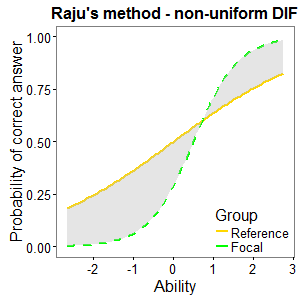 Raju's method - non-uniform DIF
Probability of correct answer
1.00
0.75
0.50
0.25
0.00
Group
Reference
Focal
-2 -1 0 1 2 3
Ability